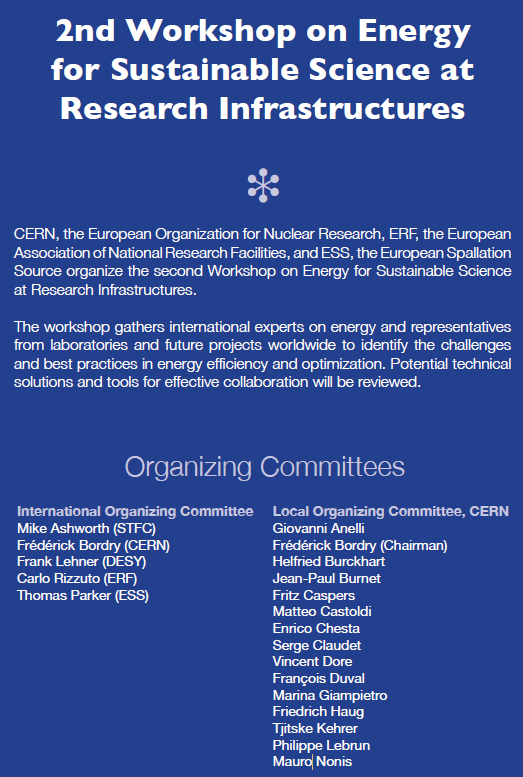 2nd Workshop on Energy
for Sustainable Science at
Research Infrastructures
CERN, the European Organization for Nuclear Research, ERF, the European
Association of National Research Facilities, and ESS, the European Spallation
Source organize the second Workshop on Energy for Sustainable Science
at Research Infrastructures.
The workshop gathers international experts on energy and representatives
from laboratories and future projects worldwide to identify the challenges
and best practices in energy efficiency and optimization. Potential technical
solutions and tools for effective collaboration will be reviewed.
Organizing Committees
International Organizing Committee
Mike Ashworth (STFC)
Frédérick Bordry (CERN)
Frank Lehner (DESY)
Carlo Rizzuto (ERF)
Thomas Parker (ESS)
Local Organizing Committee, CERN
Giovanni Anelli
Frédérick Bordry (Chairman)
Helfried Burckhart
Jean-Paul Burnet
Fritz Caspers
Matteo Castoldi
Enrico Chesta
Serge Claudet
Vincent Dore
François Duval
Marina Giampietro
Friedrich Haug
Tjitske Kehrer
Philippe Lebrun
Mauro Nonis